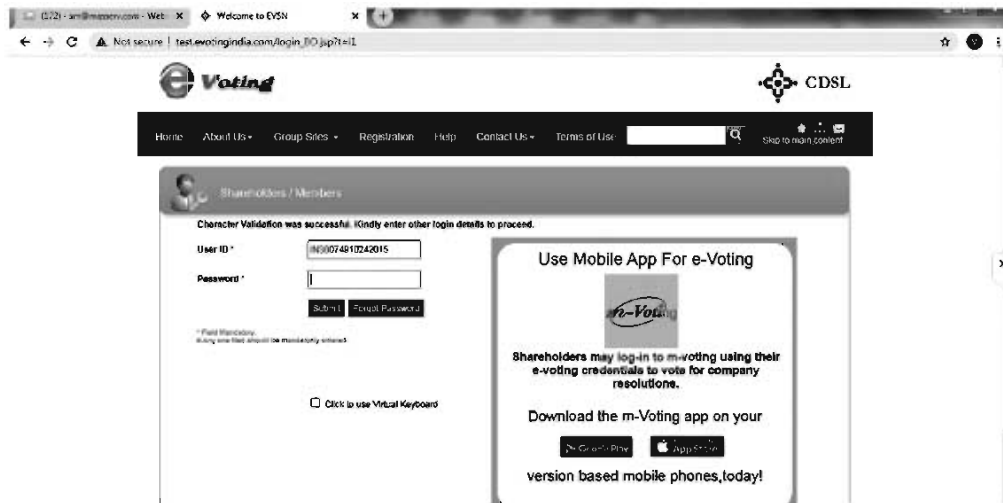 Welcome to EVSN
Not secure | test.evotingindia.com/login_BO.jsp?t=l1
e Voting
CDSL
Home About Us Group Sites Registration Help Contact Us Terms of Use
Skip to main content
Shareholders / Members
Character Validation was successful. Kindly enter other login details to proceed.
User ID *
Password *
Submit Forgot Password
* Field Mandatory.
Click to use Virtual Keyboard
Use Mobile App For e-Voting
m-Voting
Shareholders may log-in to m-voting using their
e-voting credentials to vote for company
resolutions.
Download the m-Voting app on your
Google Play App Store
version based mobile phones,today!